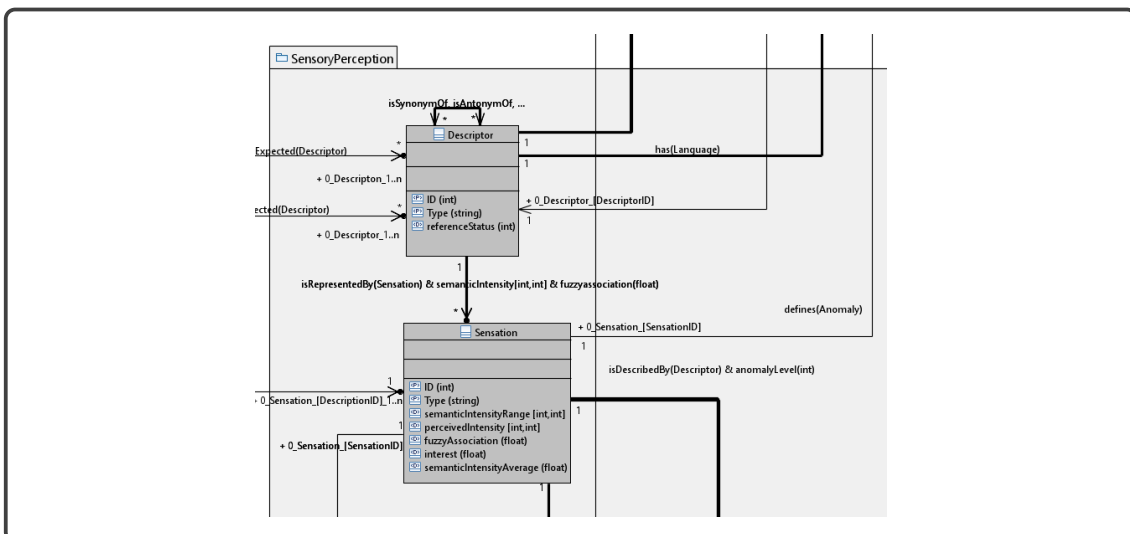 SensoryPerception
isSynonymOf, isAntonymOf, ...
* *
Descriptor
1
Expected(Descriptor)
*
has(Language)
1
+ 0_Descripton_1..n
ID (int)
+ 0_Descriptor_[DescriptorID]
ected(Descriptor)
*
Type (string)
1
referenceStatus (int)
+ 0_Descriptor_1..n
1
isRepresentedBy(Sensation) & semanticIntensity[int,int] & fuzzyassociation(float)
*
defines(Anomaly)
Sensation
+ 0_Sensation_[SensationID]
1
isDescribedBy(Descriptor) & anomalyLevel(int)
1
ID (int)
0_Sensation_[DescriptionID]_1..n
Type (string)
1
semanticIntensityRange [int,int]
1
perceivedIntensity [int,int]
+ 0_Sensation_[SensationID]
fuzzyAssociation (float)
interest (float)
semanticIntensityAverage (float)
1